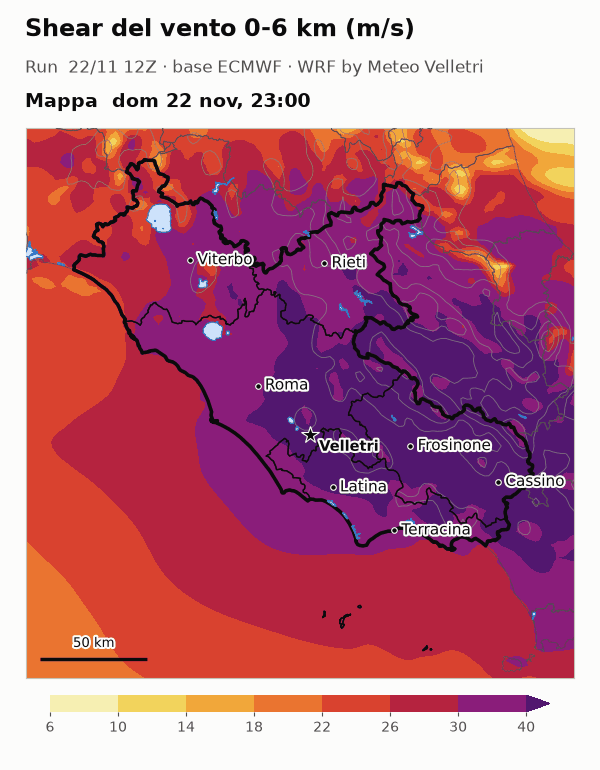 Shear del vento 0-6 km (m/s)
Run  22/11 12Z · base ECMWF · WRF by Meteo Velletri
Mappa  dom 22 nov, 23:00
Viterbo
Rieti
Roma
Velletri
Frosinone
Latina
Cassino
Terracina
50 km
6 10 14 18 22 26 30 40